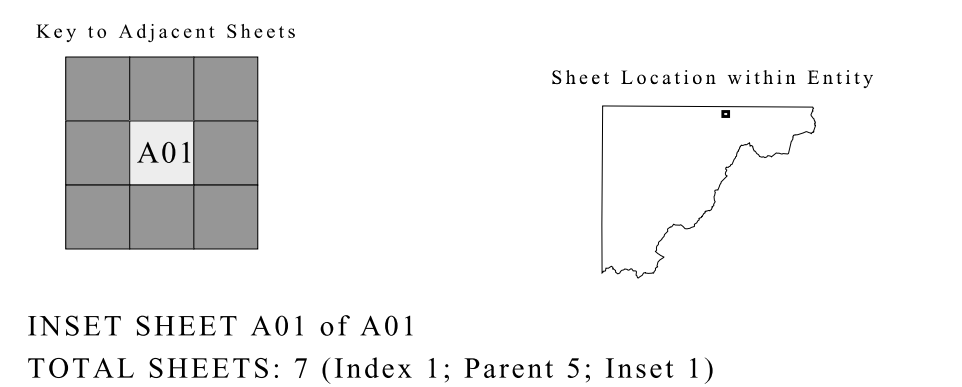 Key to Adjacent Sheets
Sheet Location within Entity
A01
INSET SHEET A01 of A01
TOTAL SHEETS: 7 (Index 1; Parent 5; Inset 1)